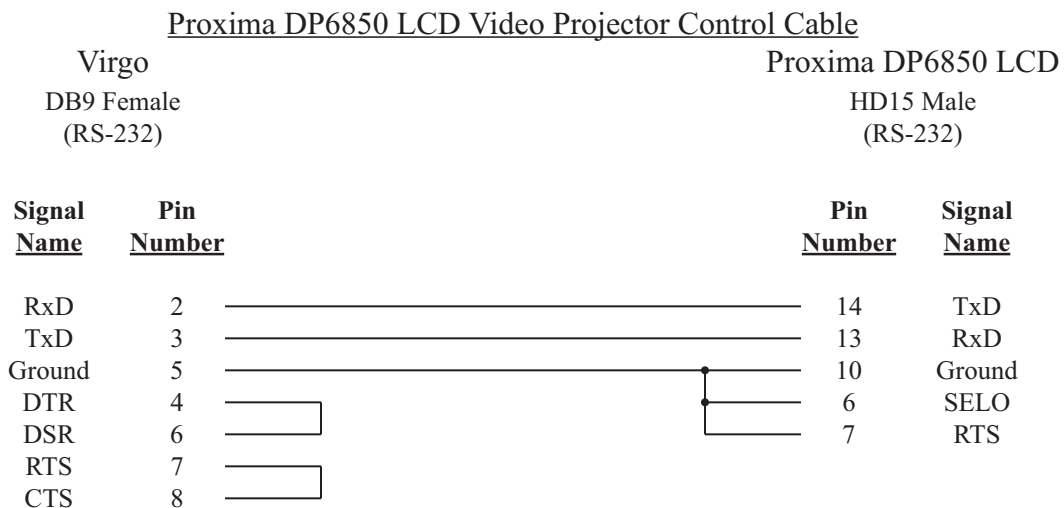 Proxima DP6850 LCD Video Projector Control Cable
Virgo Proxima DP6850 LCD
DB9 Female HD15 Male
(RS-232) (RS-232)
Signal Pin Pin Signal
Name Number Number Name
RxD 2 14 TxD
TxD 3 13 RxD
Ground 5 10 Ground
DTR 4 6 SELO
DSR 6 7 RTS
RTS 7
CTS 8